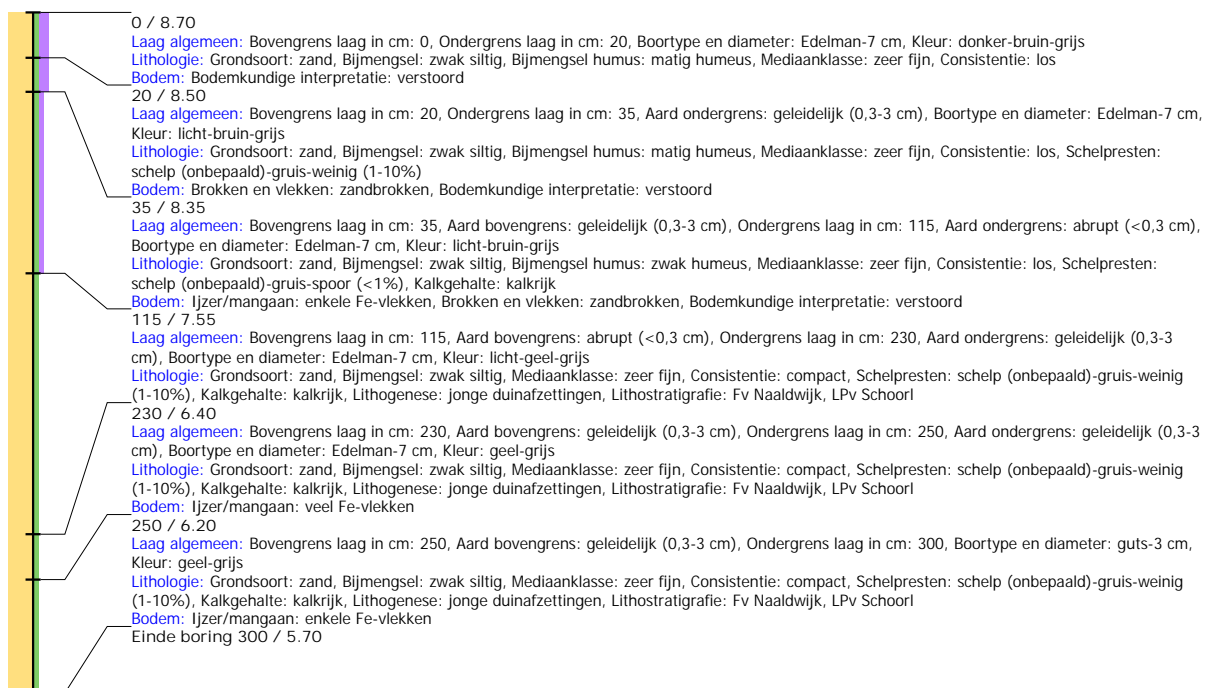 0 / 8.70
Laag algemeen: Bovengrens laag in cm: 0, Ondergrens laag in cm: 20, Boortype en diameter: Edelman-7 cm, Kleur: donker-bruin-grijs
Lithologie: Grondsoort: zand, Bijmengsel: zwak siltig, Bijmengsel humus: matig humeus, Mediaanklasse: zeer fijn, Consistentie: los
Bodem: Bodemkundige interpretatie: verstoord
20 / 8.50
Laag algemeen: Bovengrens laag in cm: 20, Ondergrens laag in cm: 35, Aard ondergrens: geleidelijk (0,3-3 cm), Boortype en diameter: Edelman-7 cm,
Kleur: licht-bruin-grijs
Lithologie: Grondsoort: zand, Bijmengsel: zwak siltig, Bijmengsel humus: matig humeus, Mediaanklasse: zeer fijn, Consistentie: los, Schelpresten:
schelp (onbepaald)-gruis-weinig (1-10%)
Bodem: Brokken en vlekken: zandbrokken, Bodemkundige interpretatie: verstoord
35 / 8.35
Laag algemeen: Bovengrens laag in cm: 35, Aard bovengrens: geleidelijk (0,3-3 cm), Ondergrens laag in cm: 115, Aard ondergrens: abrupt (<0,3 cm),
Boortype en diameter: Edelman-7 cm, Kleur: licht-bruin-grijs
Lithologie: Grondsoort: zand, Bijmengsel: zwak siltig, Bijmengsel humus: zwak humeus, Mediaanklasse: zeer fijn, Consistentie: los, Schelpresten:
schelp (onbepaald)-gruis-spoor (<1%), Kalkgehalte: kalkrijk
Bodem: Ijzer/mangaan: enkele Fe-vlekken, Brokken en vlekken: zandbrokken, Bodemkundige interpretatie: verstoord
115 / 7.55
Laag algemeen: Bovengrens laag in cm: 115, Aard bovengrens: abrupt (<0,3 cm), Ondergrens laag in cm: 230, Aard ondergrens: geleidelijk (0,3-3
cm), Boortype en diameter: Edelman-7 cm, Kleur: licht-geel-grijs
Lithologie: Grondsoort: zand, Bijmengsel: zwak siltig, Mediaanklasse: zeer fijn, Consistentie: compact, Schelpresten: schelp (onbepaald)-gruis-weinig
(1-10%), Kalkgehalte: kalkrijk, Lithogenese: jonge duinafzettingen, Lithostratigrafie: Fv Naaldwijk, LPv Schoorl
230 / 6.40
Laag algemeen: Bovengrens laag in cm: 230, Aard bovengrens: geleidelijk (0,3-3 cm), Ondergrens laag in cm: 250, Aard ondergrens: geleidelijk (0,3-3
cm), Boortype en diameter: Edelman-7 cm, Kleur: geel-grijs
Lithologie: Grondsoort: zand, Bijmengsel: zwak siltig, Mediaanklasse: zeer fijn, Consistentie: compact, Schelpresten: schelp (onbepaald)-gruis-weinig
(1-10%), Kalkgehalte: kalkrijk, Lithogenese: jonge duinafzettingen, Lithostratigrafie: Fv Naaldwijk, LPv Schoorl
Bodem: Ijzer/mangaan: veel Fe-vlekken
250 / 6.20
Laag algemeen: Bovengrens laag in cm: 250, Aard bovengrens: geleidelijk (0,3-3 cm), Ondergrens laag in cm: 300, Boortype en diameter: guts-3 cm,
Kleur: geel-grijs
Lithologie: Grondsoort: zand, Bijmengsel: zwak siltig, Mediaanklasse: zeer fijn, Consistentie: compact, Schelpresten: schelp (onbepaald)-gruis-weinig
(1-10%), Kalkgehalte: kalkrijk, Lithogenese: jonge duinafzettingen, Lithostratigrafie: Fv Naaldwijk, LPv Schoorl
Bodem: Ijzer/mangaan: enkele Fe-vlekken
Einde boring 300 / 5.70